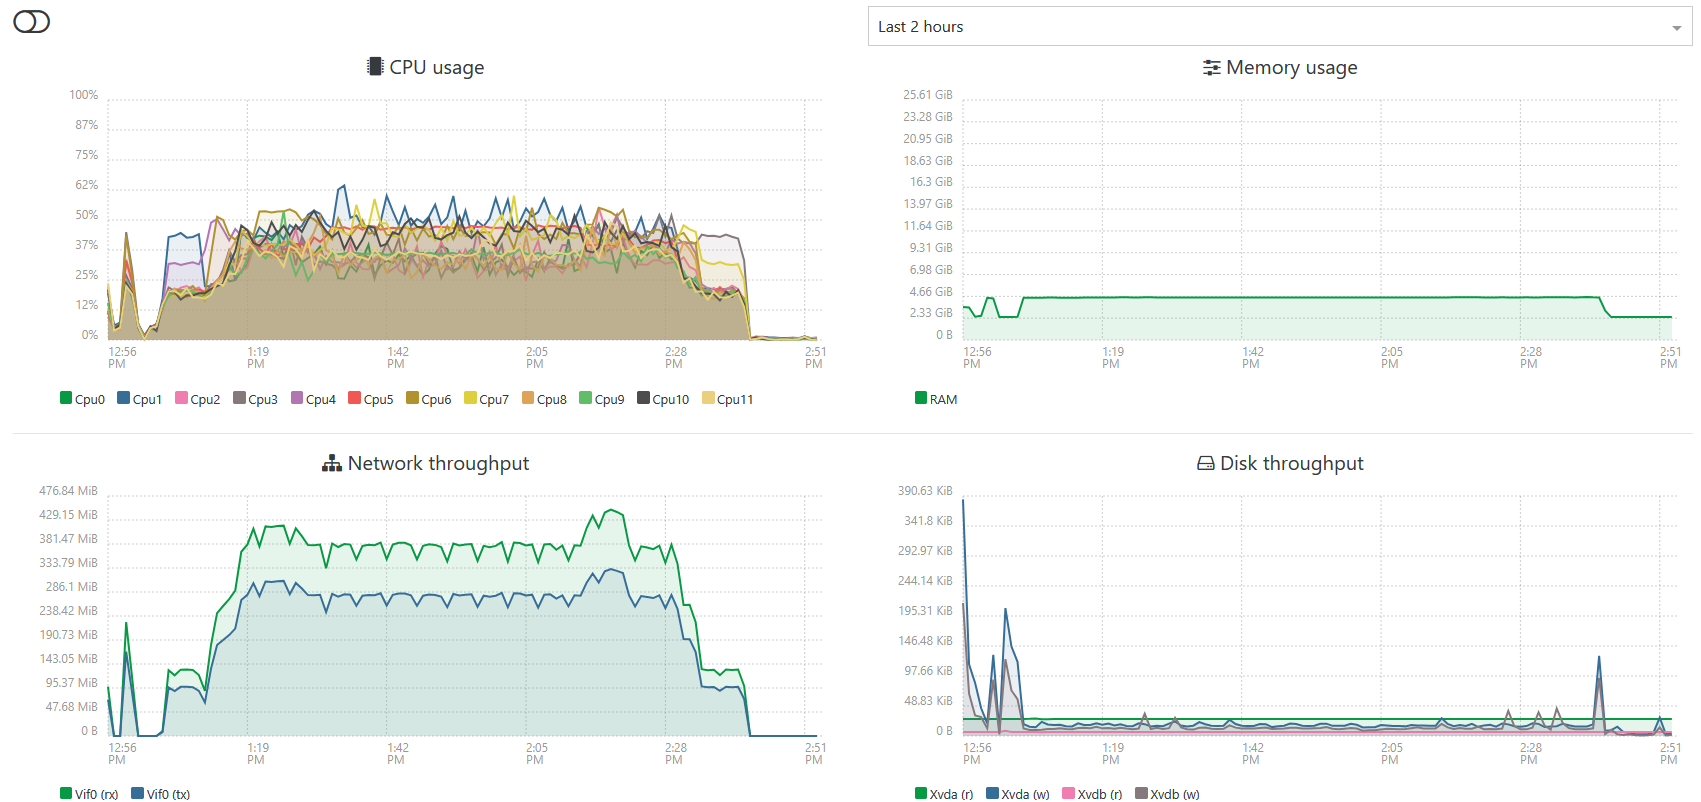 Last 2 hours
CPU usage
100%
87%
75%
62%
50%
37%
25%
12%
0%
12:56 PM
1:19 PM
1:42 PM
2:05 PM
2:28 PM
2:51 PM
Cpu0 Cpu1 Cpu2 Cpu3 Cpu4 Cpu5 Cpu6 Cpu7 Cpu8 Cpu9 Cpu10 Cpu11
Memory usage
25.61 GiB
23.28 GiB
20.95 GiB
18.63 GiB
16.3 GiB
13.97 GiB
11.64 GiB
9.31 GiB
6.98 GiB
4.66 GiB
2.33 GiB
0 B
12:56 PM
1:19 PM
1:42 PM
2:05 PM
2:28 PM
2:51 PM
RAM
Network throughput
476.84 MiB
429.15 MiB
381.47 MiB
333.79 MiB
286.1 MiB
238.42 MiB
190.73 MiB
143.05 MiB
95.37 MiB
47.68 MiB
0 B
12:56 PM
1:19 PM
1:42 PM
2:05 PM
2:28 PM
2:51 PM
Vif0 (rx) Vif0 (tx)
Disk throughput
390.63 KiB
341.8 KiB
292.97 KiB
244.14 KiB
195.31 KiB
146.48 KiB
97.66 KiB
48.83 KiB
0 B
12:56 PM
1:19 PM
1:42 PM
2:05 PM
2:28 PM
2:51 PM
Xvda (r) Xvda (w) Xvdb (r) Xvdb (w)